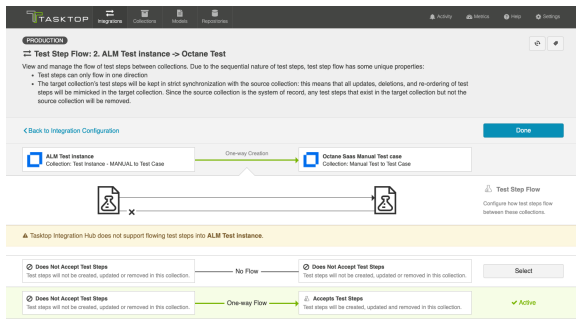 TASKTOP
Integrations
Collections
Models
Repositories
Activity
Metrics
Help
Settings
PRODUCTION
Test Step Flow: 2. ALM Test instance -> Octane Test
View and manage the flow of test steps between collections. Due to the sequential nature of test steps, test step flow has some unique properties:
• Test steps can only flow in one direction
• The target collection's test steps will be kept in strict synchronization with the source collection: this means that all updates, deletions, and re-ordering of test
steps will be mimicked in the target collection. Since the source collection is the system of record, any test steps that exist in the target collection but not the
source collection will be removed.
Back to Integration Configuration
Done
ALM Test instance
Collection: Test Instance - MANUAL to Test Case
One-way Creation
Octane Saas Manual Test case
Collection: Manual Test to Test Case
Test Step Flow
Configure how test steps flow
between these collections.
Tasktop Integration Hub does not support flowing test steps into ALM Test instance.
Does Not Accept Test Steps
Test steps will not be created, updated or removed in this collection.
No Flow
Does Not Accept Test Steps
Test steps will not be created, updated or removed in this collection.
Select
Does Not Accept Test Steps
Test steps will not be created, updated or removed in this collection.
One-way Flow
Accepts Test Steps
Test steps will be created, updated and removed in this collection.
Active